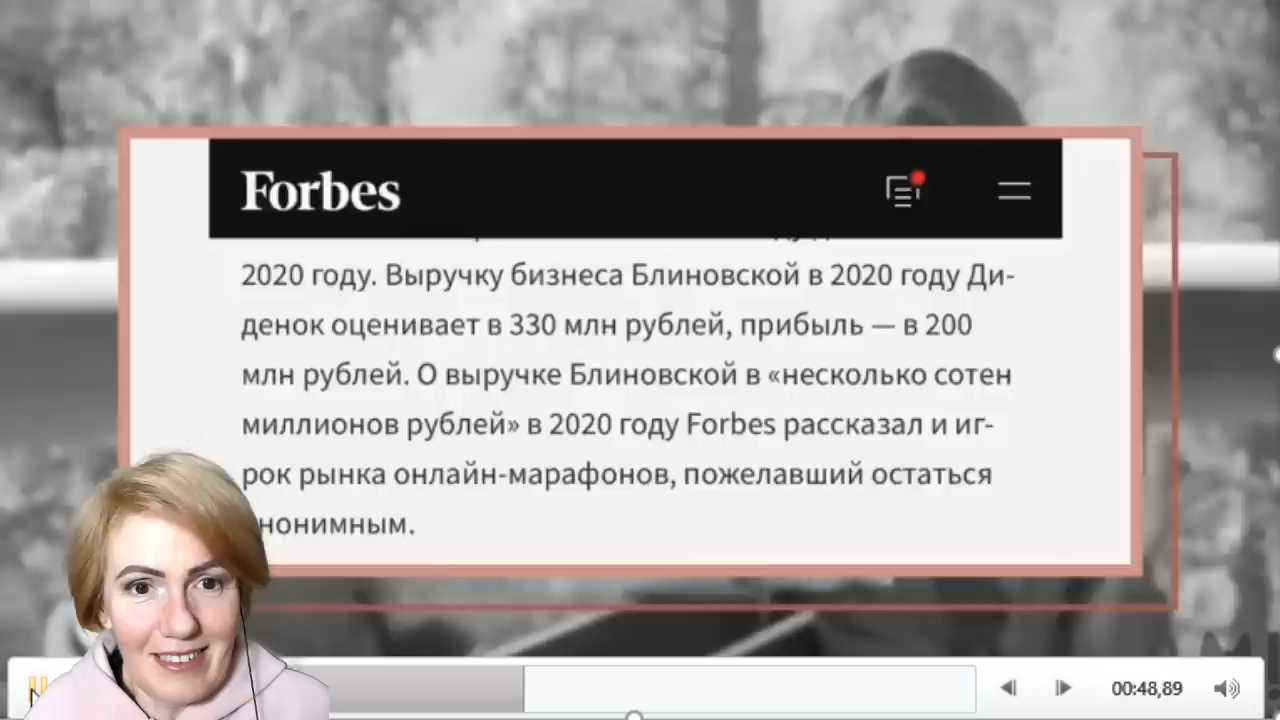 Forbes
2020 году. Выручку бизнеса Блиновской в 2020 году Ди-
денок оценивает в 330 млн рублей, прибыль — в 200
млн рублей. О выручке Блиновской в «несколько сотен
миллионов рублей» в 2020 году Forbes рассказал и иг-
рок рынка онлайн-марафонов, пожелавший остаться
нонимным.
00:48,89